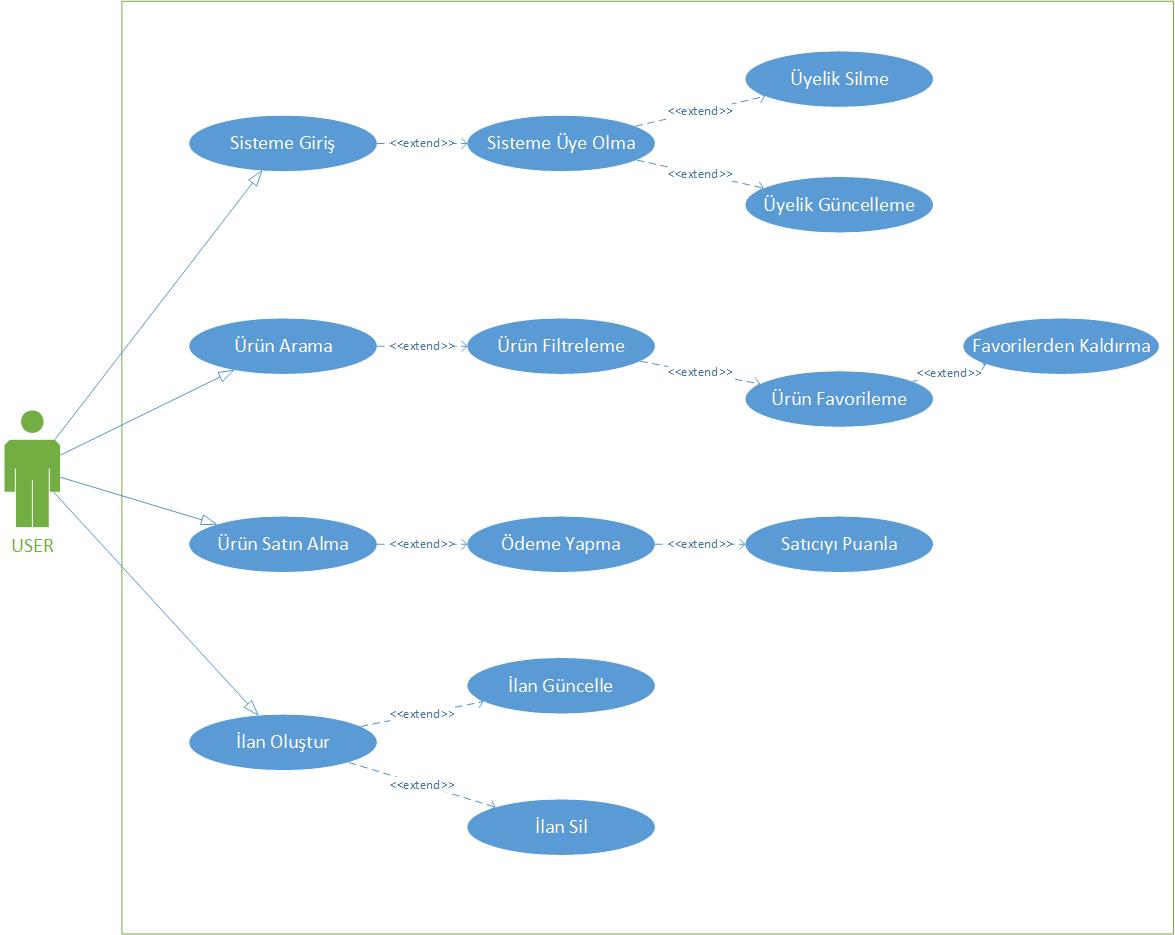 Üyelik Silme
<<extend>>
Sisteme Giriş
<<extend>>
Sisteme Üye Olma
<<extend>>
Üyelik Güncelleme
Ürün Arama
<<extend>>
Ürün Filtreleme
<<extend>>
Ürün Favorileme
<<extend>>
Favorilerden Kaldırma
USER
Ürün Satın Alma
<<extend>>
Ödeme Yapma
<<extend>>
Satıcıyı Puanla
İlan Oluştur
<<extend>>
İlan Güncelle
<<extend>>
İlan Sil